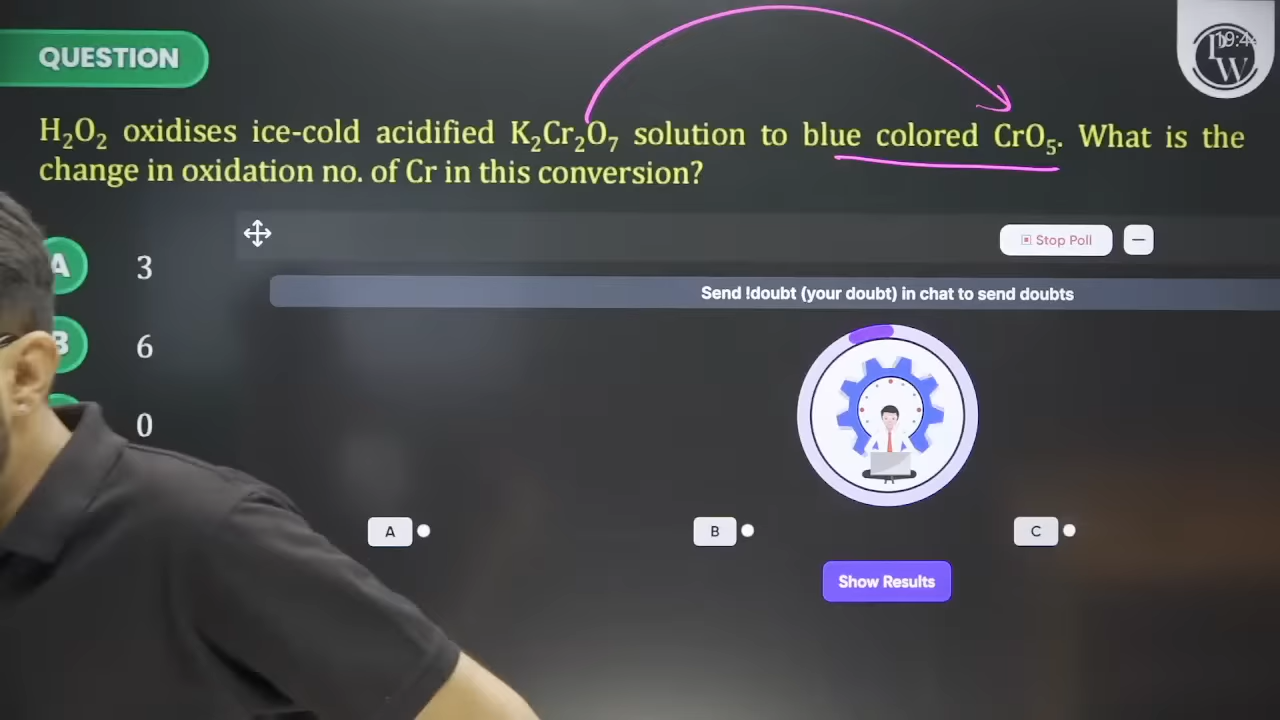 QUESTION
H₂O₂ oxidises ice-cold acidified K₂Cr₂O₇ solution to blue colored CrO₅. What is the
change in oxidation no. of Cr in this conversion?
A 3
B 6
0
Stop Poll
Send !doubt (your doubt) in chat to send doubts
A
B
C
Show Results